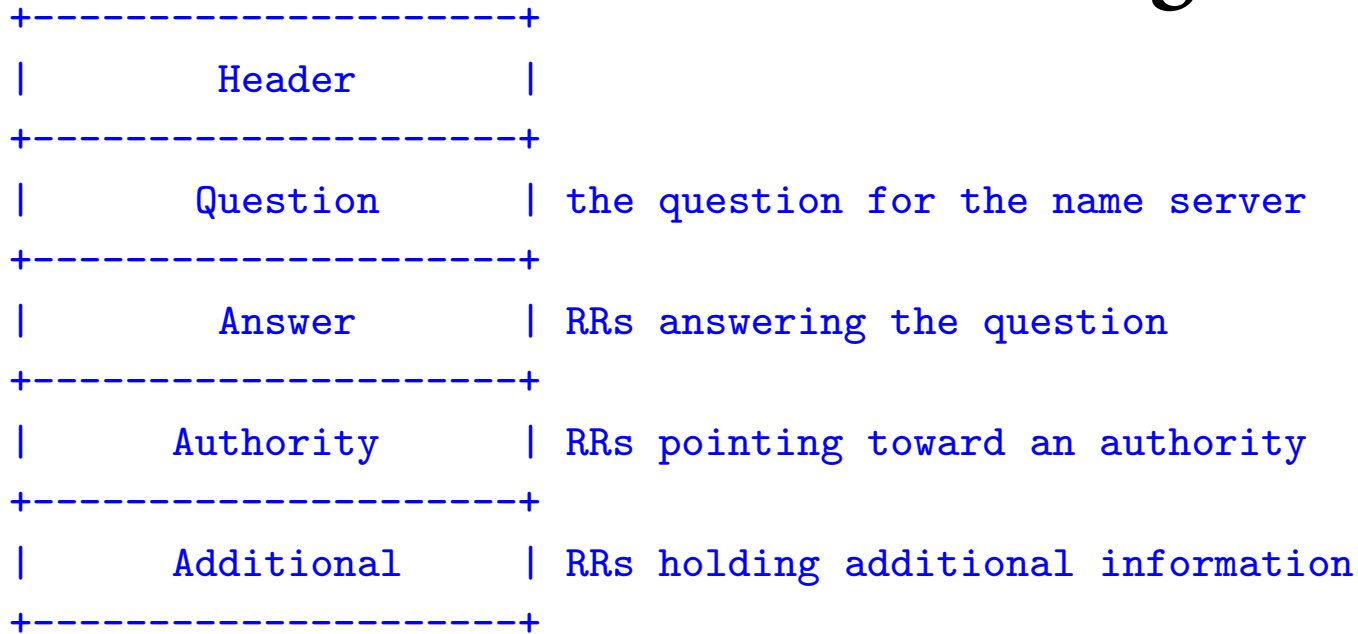 +---------------------+
|        Header       |
+---------------------+
|       Question      | the question for the name server
+---------------------+
|        Answer       | RRs answering the question
+---------------------+
|      Authority      | RRs pointing toward an authority
+---------------------+
|      Additional     | RRs holding additional information
+---------------------+